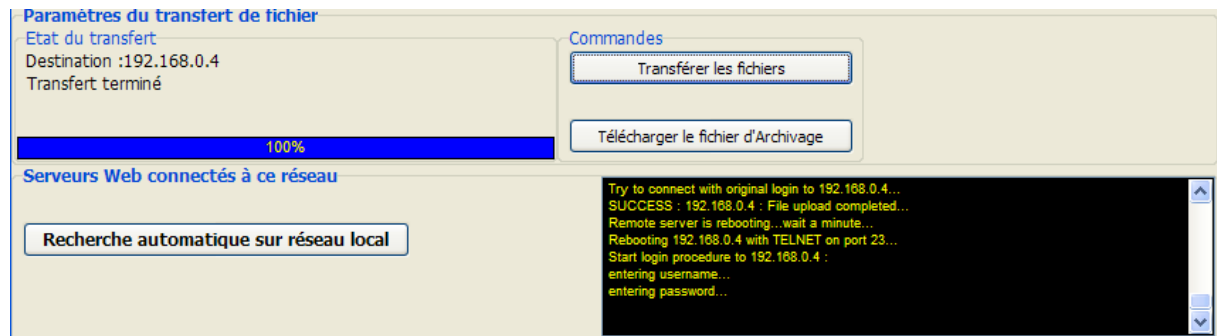 Paramètres du transfert de fichier
Etat du transfert
Destination :192.168.0.4
Transfert terminé
100%
Commandes
Transférer les fichiers
Télécharger le fichier d'Archivage
Serveurs Web connectés à ce réseau
Recherche automatique sur réseau local
Try to connect with original login to 192.168.0.4...
SUCCESS : 192.168.0.4 : File upload completed...
Remote server is rebooting...wait a minute...
Rebooting 192.168.0.4 with TELNET on port 23...
Start login procedure to 192.168.0.4 :
entering username...
entering password...